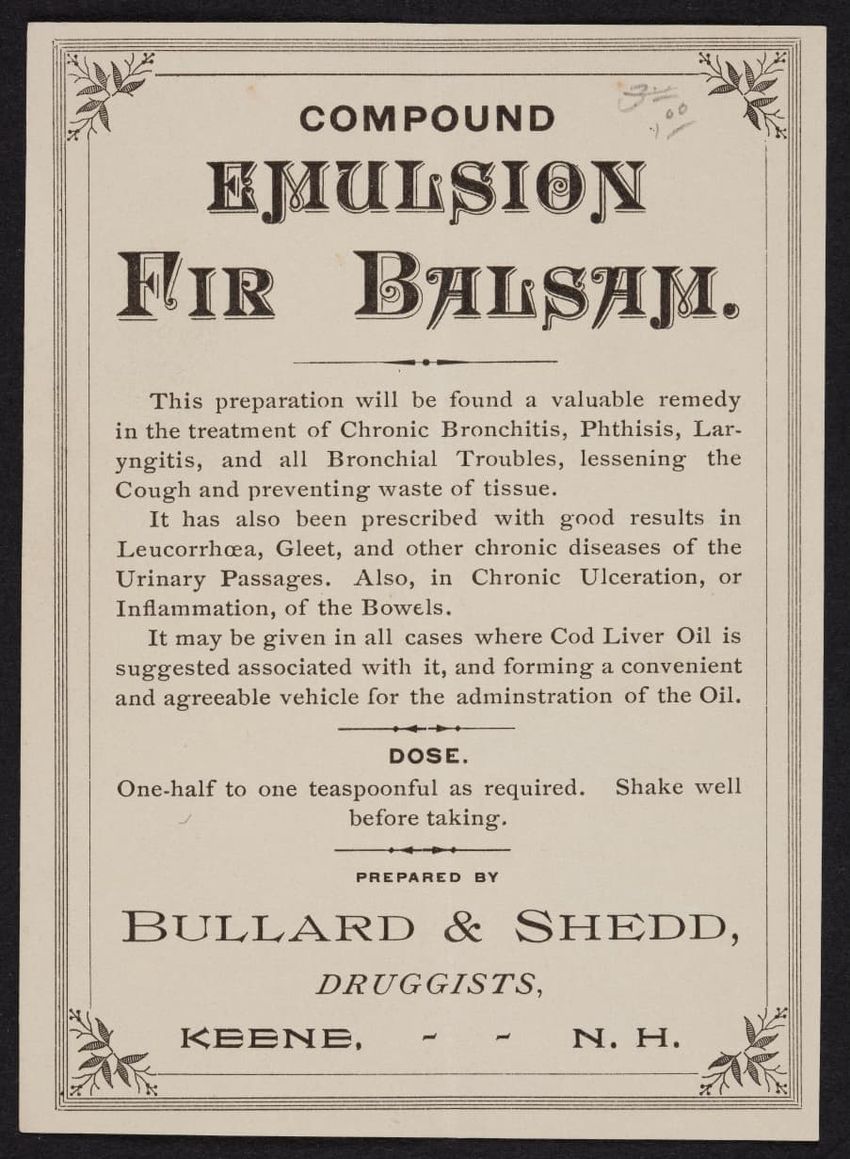 COMPOUND
EMULSION
FIR BALSAM.
This preparation will be found a valuable remedy
in the treatment of Chronic Bronchitis, Phthisis, Lar-
yngitis, and all Bronchial Troubles, lessening the
Cough and preventing waste of tissue.
It has also been prescribed with good results in
Leucorrhœa, Gleet, and other chronic diseases of the
Urinary Passages. Also, in Chronic Ulceration, or
Inflammation, of the Bowels.
It may be given in all cases where Cod Liver Oil is
suggested associated with it, and forming a convenient
and agreeable vehicle for the adminstration of the Oil.
DOSE.
One-half to one teaspoonful as required. Shake well
before taking.
PREPARED BY
BULLARD & SHEDD,
DRUGGISTS,
KEENE, - - N. H.